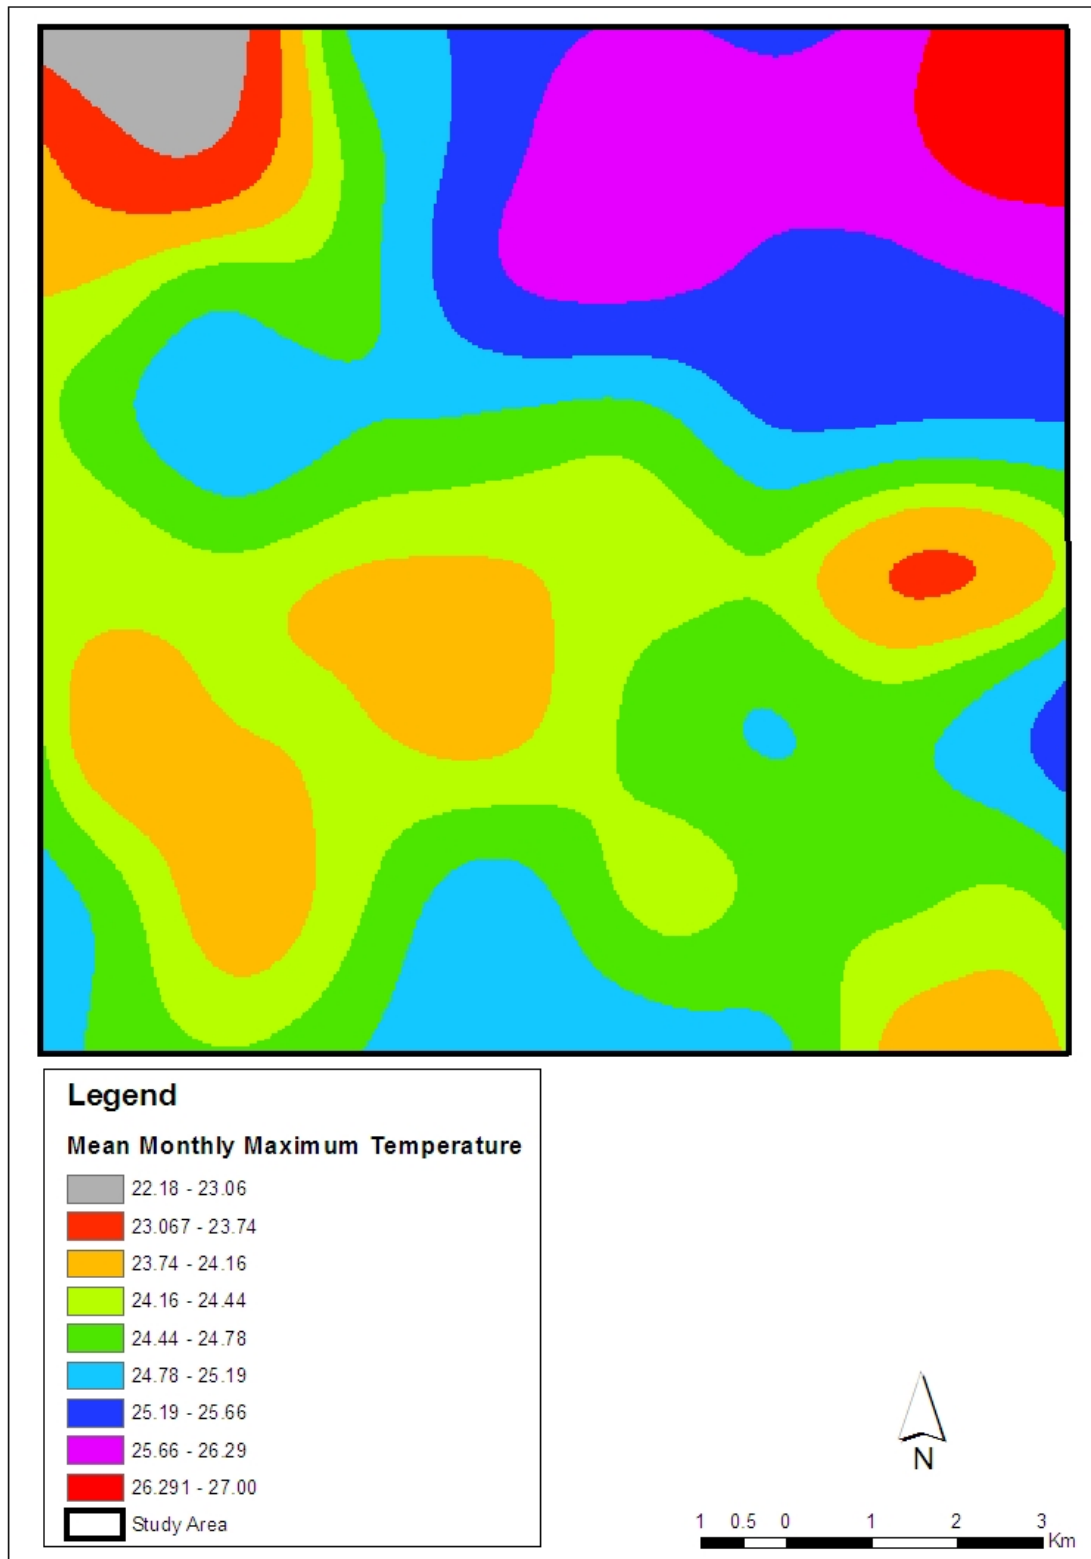 Legend
Mean Monthly Maximum Temperature
22.18 - 23.06
23.067 - 23.74
23.74 - 24.16
24.16 - 24.44
24.44 - 24.78
24.78 - 25.19
25.19 - 25.66
25.66 - 26.29
26.291 - 27.00
Study Area
N
1 0.5 0 1 2 3
Km